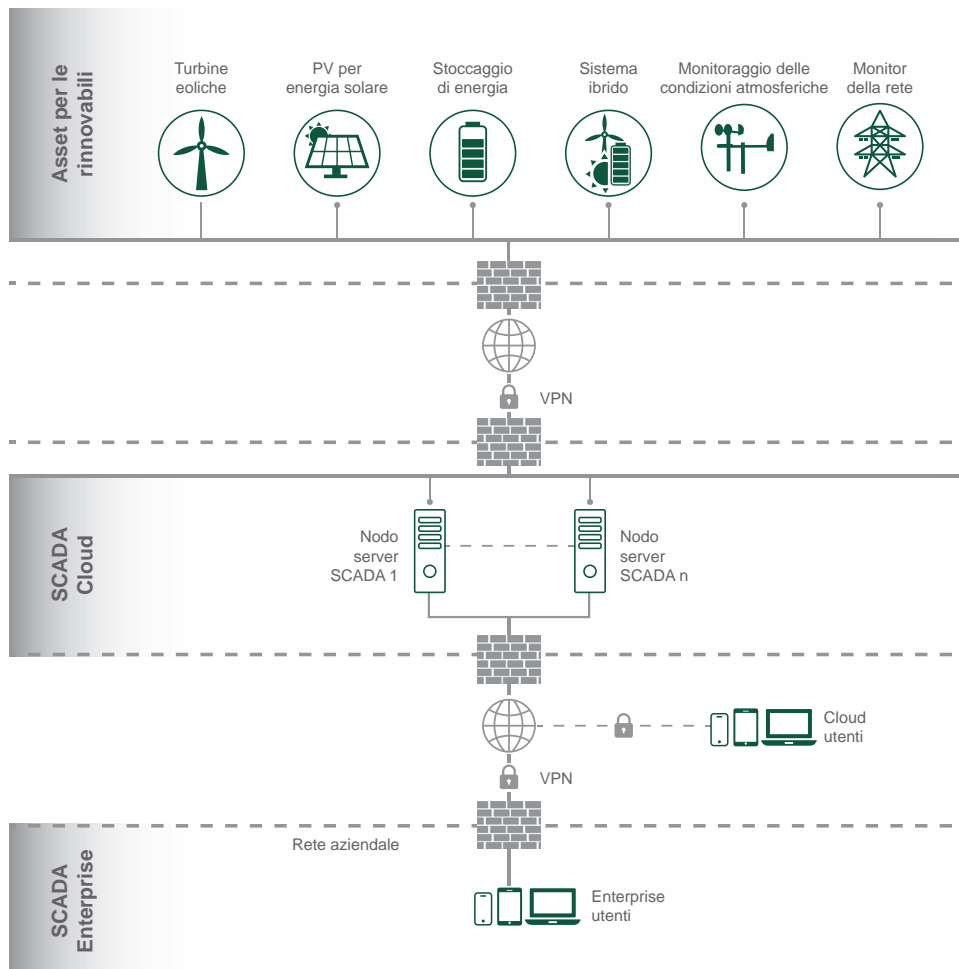 Asset per le
rinnovabili
Turbine
eoliche
PV per
energia solare
Stoccaggio
di energia
Sistema
ibrido
Monitoraggio delle
condizioni atmosferiche
Monitor
della rete
VPN
SCADA
Cloud
Nodo
server
SCADA 1
Nodo
server
SCADA n
Cloud
utenti
VPN
Rete aziendale
SCADA
Enterprise
Enterprise
utenti